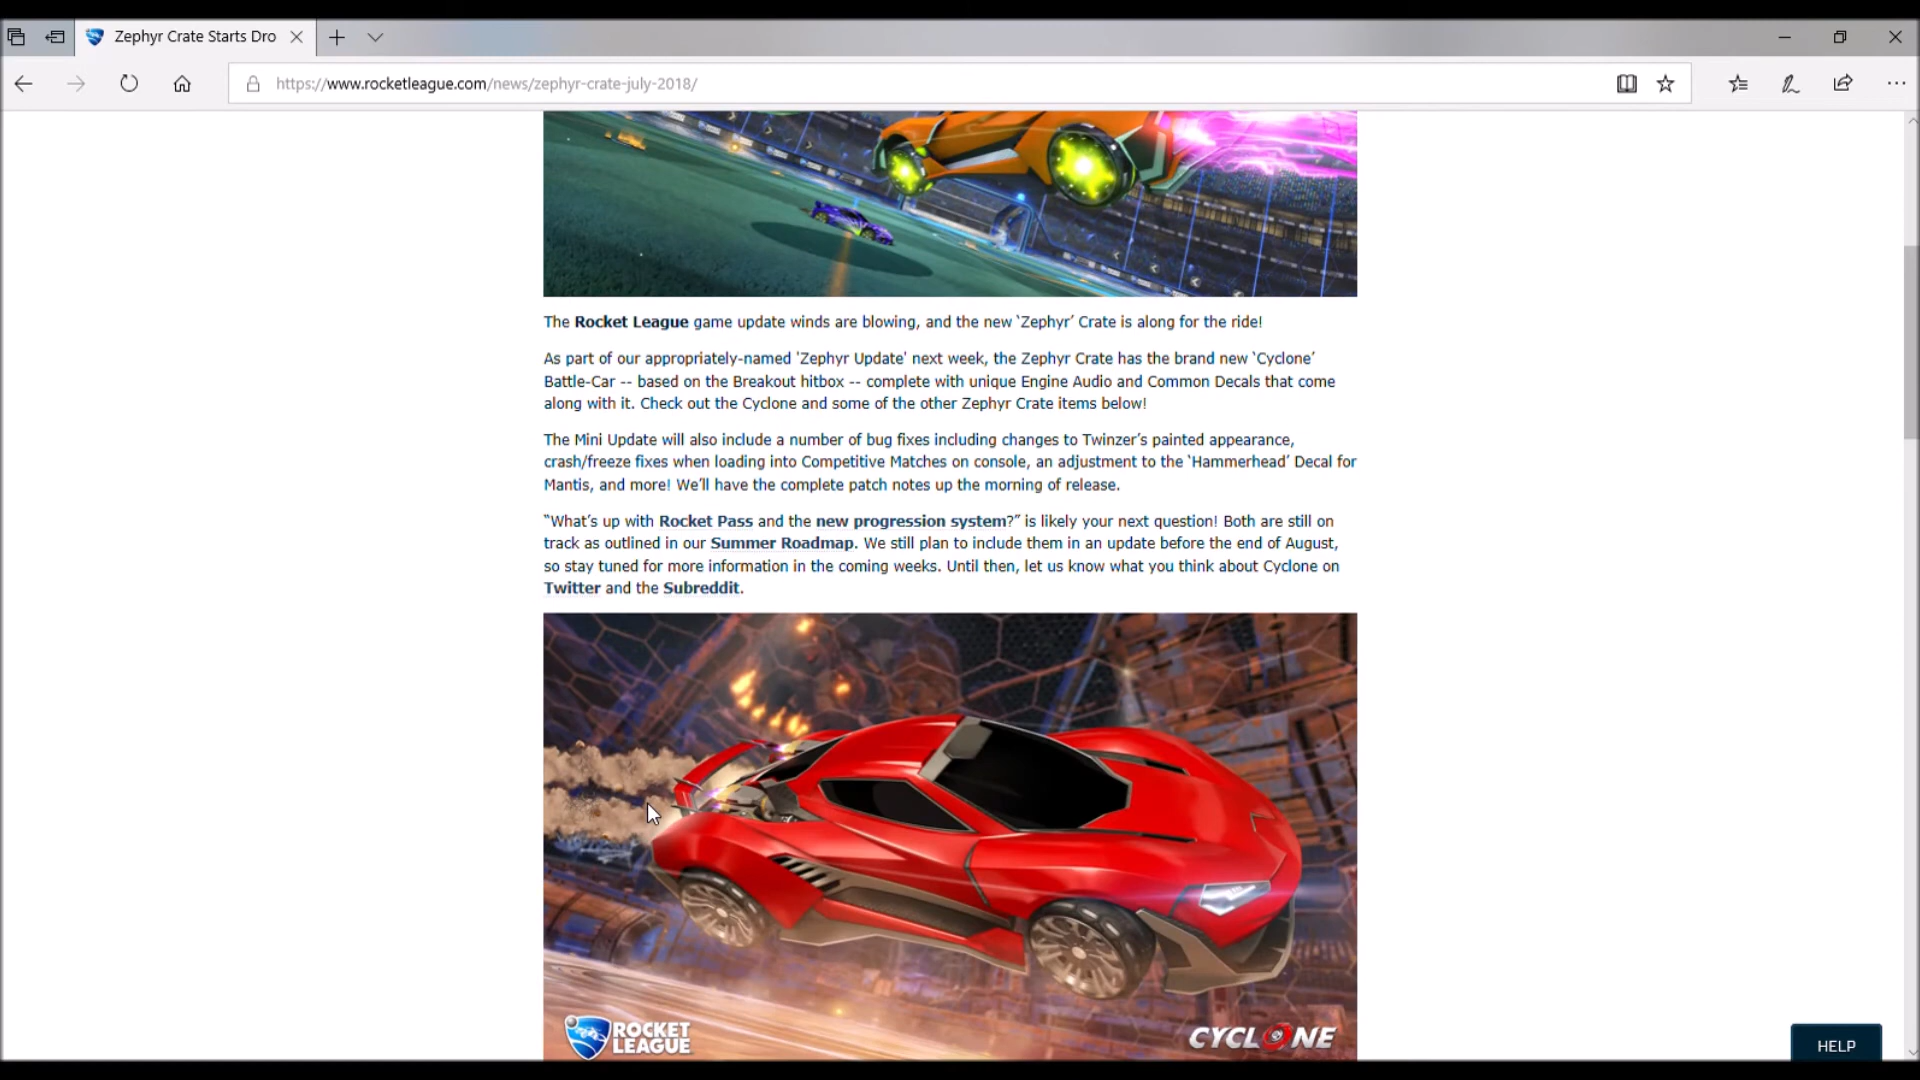 Zephyr Crate Starts Dro
https://www.rocketleague.com/news/zephyr-crate-july-2018/
The Rocket League game update winds are blowing, and the new ‘Zephyr’ Crate is along for the ride!
As part of our appropriately-named 'Zephyr Update' next week, the Zephyr Crate has the brand new ‘Cyclone’
Battle-Car -- based on the Breakout hitbox -- complete with unique Engine Audio and Common Decals that come
along with it. Check out the Cyclone and some of the other Zephyr Crate items below!
The Mini Update will also include a number of bug fixes including changes to Twinzer’s painted appearance,
crash/freeze fixes when loading into Competitive Matches on console, an adjustment to the ‘Hammerhead’ Decal for
Mantis, and more! We’ll have the complete patch notes up the morning of release.
“What’s up with Rocket Pass and the new progression system?” is likely your next question! Both are still on
track as outlined in our Summer Roadmap. We still plan to include them in an update before the end of August,
so stay tuned for more information in the coming weeks. Until then, let us know what you think about Cyclone on
Twitter and the Subreddit.
ROCKET
LEAGUE
CYCLONE
HELP